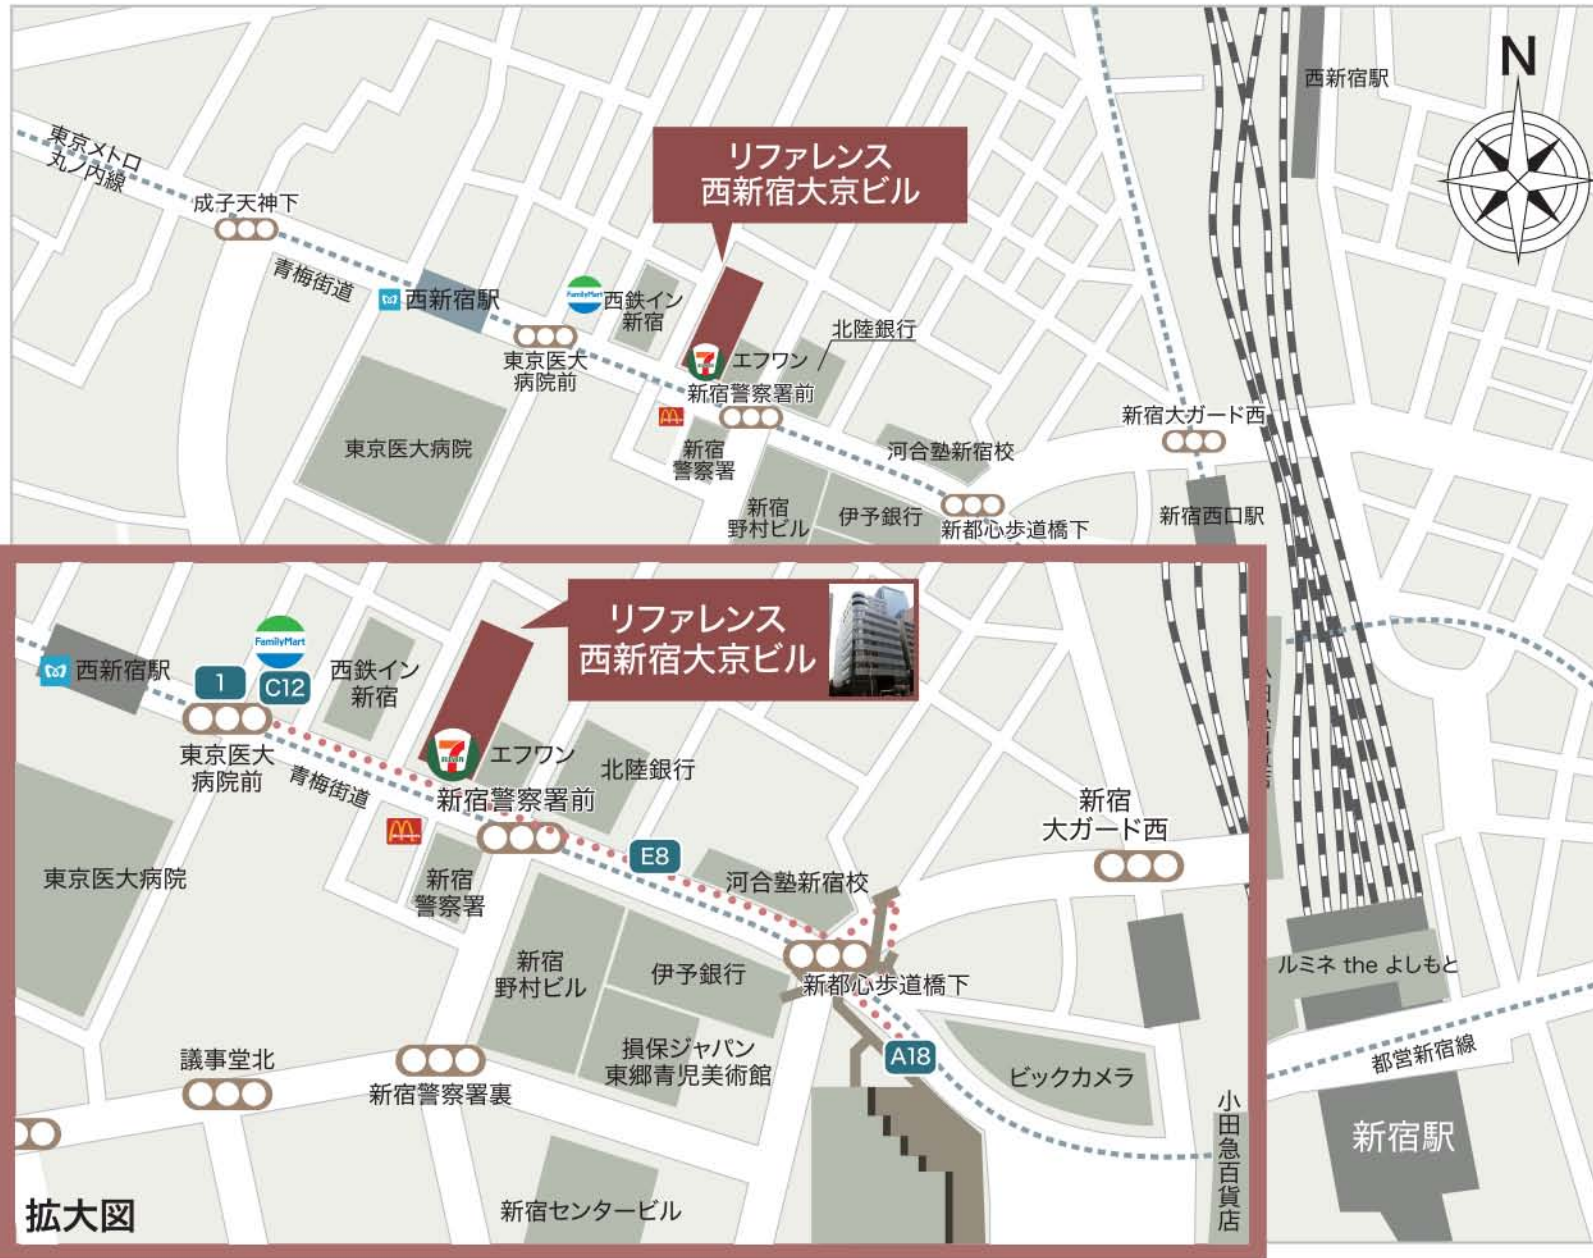 N
西新宿駅
東京メトロ
丸ノ内線
成子天神下
青梅街道
西新宿駅
東京医大
病院前
FamilyMart
西鉄イン
新宿
リファレンス
西新宿大京ビル
エフワン
北陸銀行
新宿警察署前
新宿
警察署
東京医大病院
河合塾新宿校
新宿大ガード西
新宿
野村ビル
伊予銀行
新都心歩道橋下
新宿西口駅
リファレンス
西新宿大京ビル
西新宿駅
1
FamilyMart
C12
西鉄イン
新宿
東京医大
病院前
青梅街道
エフワン
北陸銀行
新宿警察署前
E8
新宿
大ガード西
東京医大病院
新宿
警察署
河合塾新宿校
新宿
野村ビル
伊予銀行
新都心歩道橋下
損保ジャパン
東郷青児美術館
A18
ビックカメラ
議事堂北
新宿警察署裏
新宿センタービル
小田急百貨店
拡大図
ルミネ the よしもと
都営新宿線
新宿駅